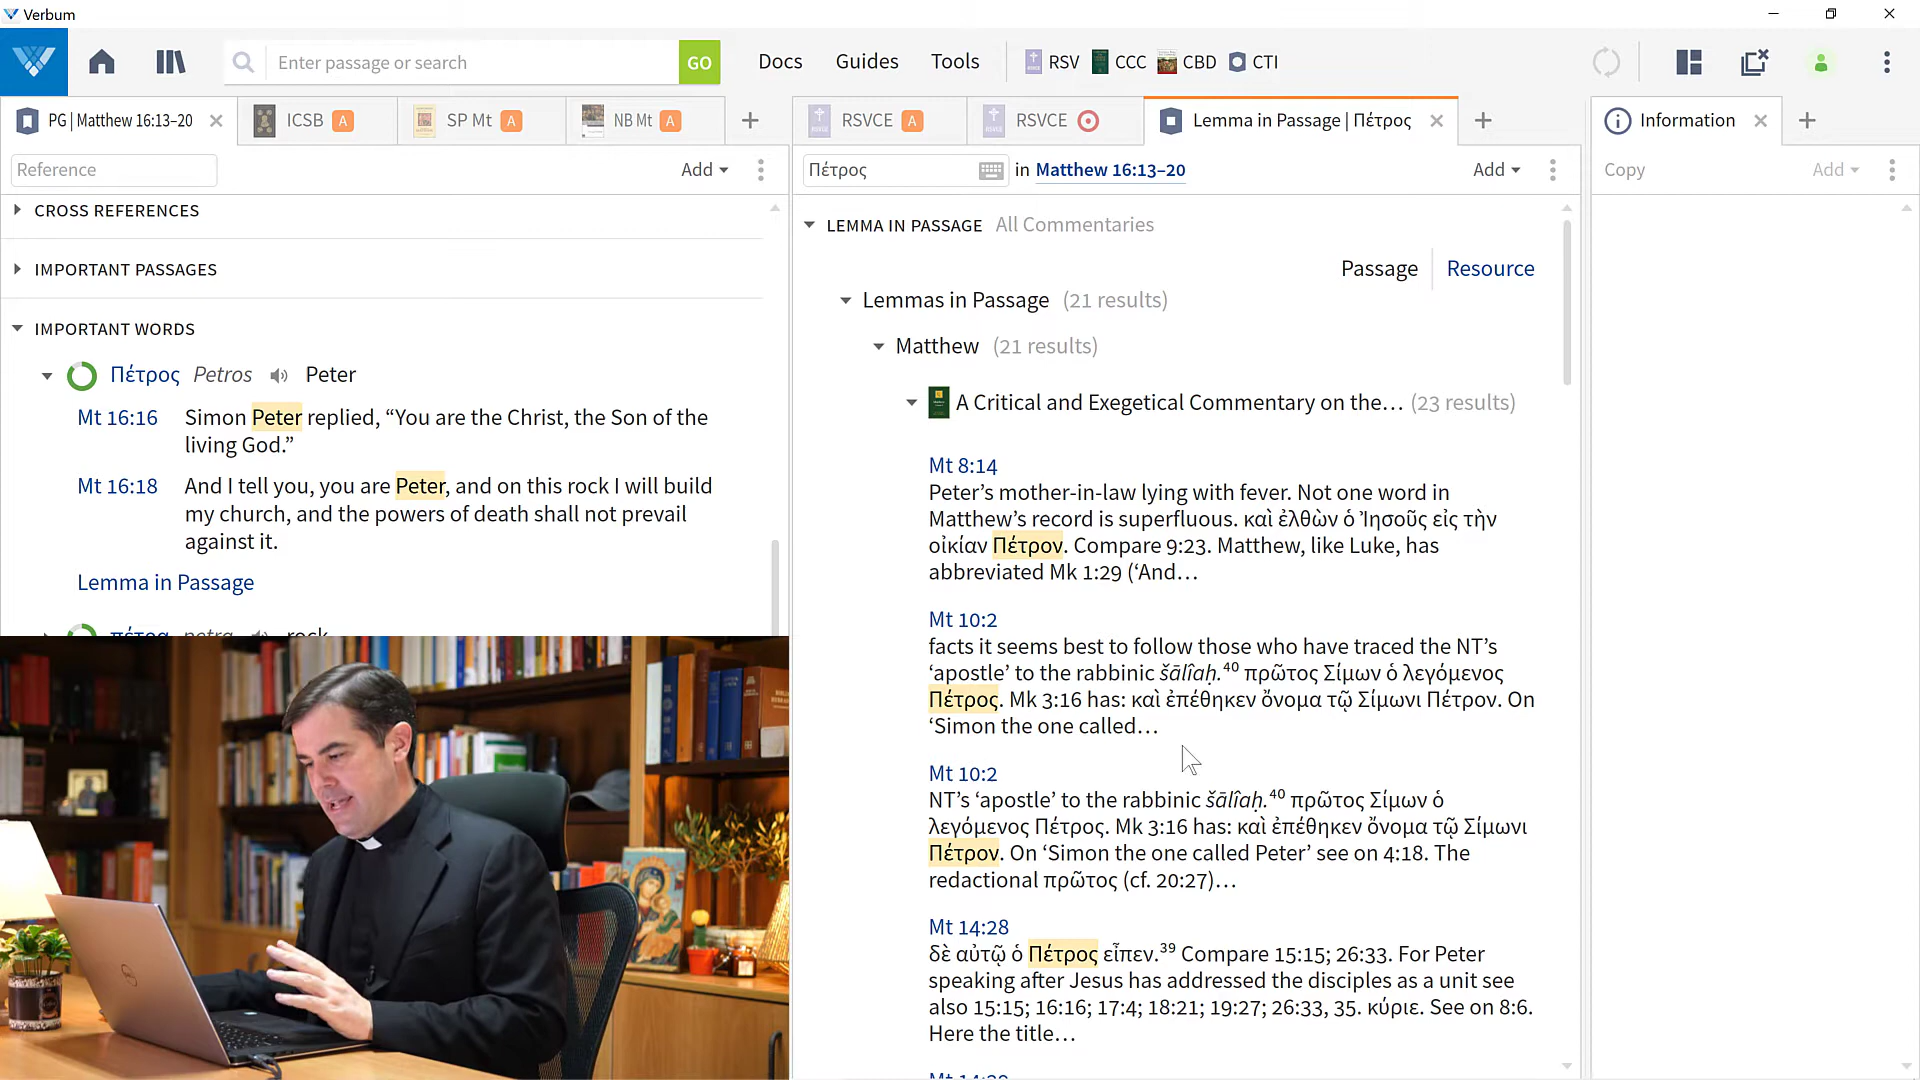 Verbum
Enter passage or search
GO
Docs
Guides
Tools
RSV
CCC
CBD
CTI
PG | Matthew 16:13–20
ICSB A
SP Mt A
NB Mt A
RSVCE A
RSVCE
Lemma in Passage | Πέτρος
Information
Reference
Add
Πέτρος
in Matthew 16:13–20
Add
Copy
Add
CROSS REFERENCES
IMPORTANT PASSAGES
IMPORTANT WORDS
Πέτρος Petros Peter
Mt 16:16 Simon Peter replied, “You are the Christ, the Son of the
living God.”
Mt 16:18 And I tell you, you are Peter, and on this rock I will build
my church, and the powers of death shall not prevail
against it.
Lemma in Passage
πέτρα petra rock
LEMMA IN PASSAGE All Commentaries
Passage
Resource
Lemmas in Passage (21 results)
Matthew (21 results)
A Critical and Exegetical Commentary on the… (23 results)
Mt 8:14
Peter’s mother-in-law lying with fever. Not one word in
Matthew’s record is superfluous. καὶ ἐλθὼν ὁ Ἰησοῦς εἰς τὴν
οἰκίαν Πέτρον. Compare 9:23. Matthew, like Luke, has
abbreviated Mk 1:29 (‘And…
Mt 10:2
facts it seems best to follow those who have traced the NT’s
‘apostle’ to the rabbinic šālîaḥ.⁴⁰ πρῶτος Σίμων ὁ λεγόμενος
Πέτρος. Mk 3:16 has: καὶ ἐπέθηκεν ὄνομα τῷ Σίμωνι Πέτρον. On
‘Simon the one called…
Mt 10:2
NT’s ‘apostle’ to the rabbinic šālîaḥ.⁴⁰ πρῶτος Σίμων ὁ
λεγόμενος Πέτρος. Mk 3:16 has: καὶ ἐπέθηκεν ὄνομα τῷ Σίμωνι
Πέτρον. On ‘Simon the one called Peter’ see on 4:18. The
redactional πρῶτος (cf. 20:27)…
Mt 14:28
δὲ αὐτῷ ὁ Πέτρος εἶπεν.³⁹ Compare 15:15; 26:33. For Peter
speaking after Jesus has addressed the disciples as a unit see
also 15:15; 16:16; 17:4; 18:21; 19:27; 26:33, 35. κύριε. See on 8:6.
Here the title…